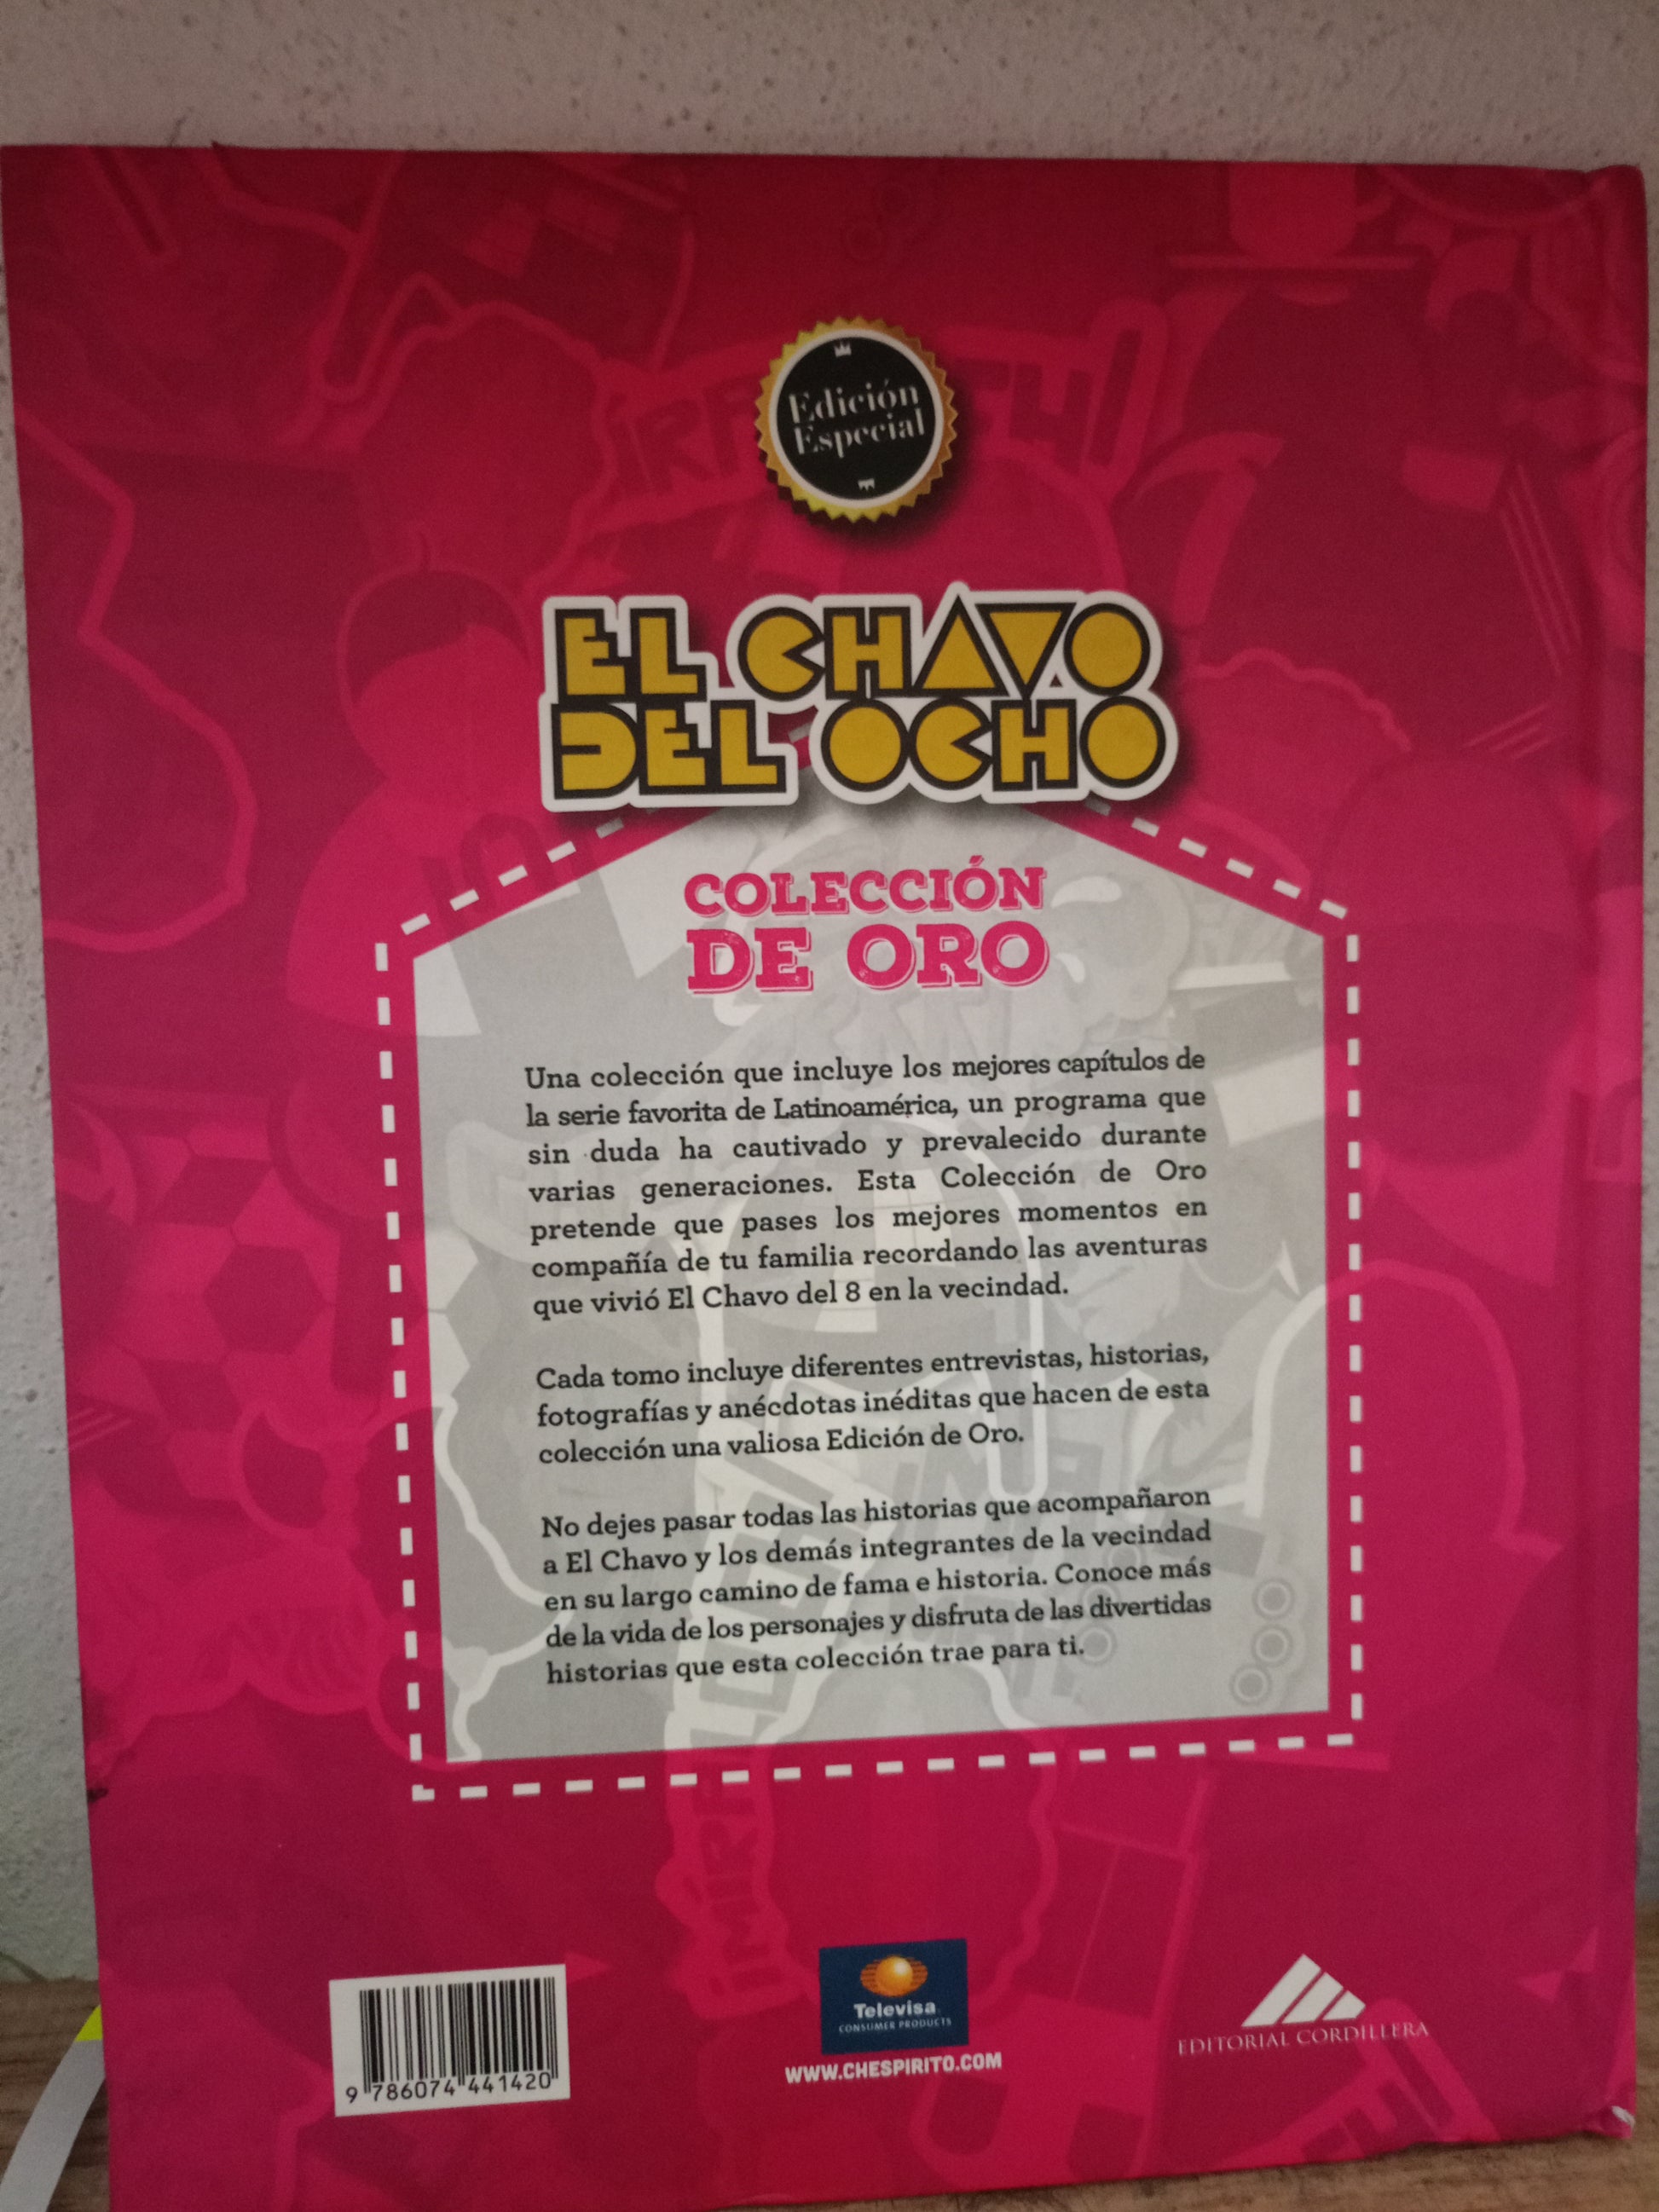 Edición
Especial
EL CHAVO
DEL OCHO
COLECCIÓN
DE ORO
Una colección que incluye los mejores capítulos de
la serie favorita de Latinoamérica, un programa que
sin duda ha cautivado y prevalecido durante
varias generaciones. Esta Colección de Oro
pretende que pases los mejores momentos en
compañía de tu familia recordando las aventuras
que vivió El Chavo del 8 en la vecindad.
Cada tomo incluye diferentes entrevistas, historias,
fotografías y anécdotas inéditas que hacen de esta
colección una valiosa Edición de Oro.
No dejes pasar todas las historias que acompañaron
a El Chavo y los demás integrantes de la vecindad
en su largo camino de fama e historia. Conoce más
de la vida de los personajes y disfruta de las divertidas
historias que esta colección trae para ti.
9 786074 441420
Televisa
CONSUMER PRODUCTS
WWW.CHESPIRITO.COM
EDITORIAL CORDILLERA